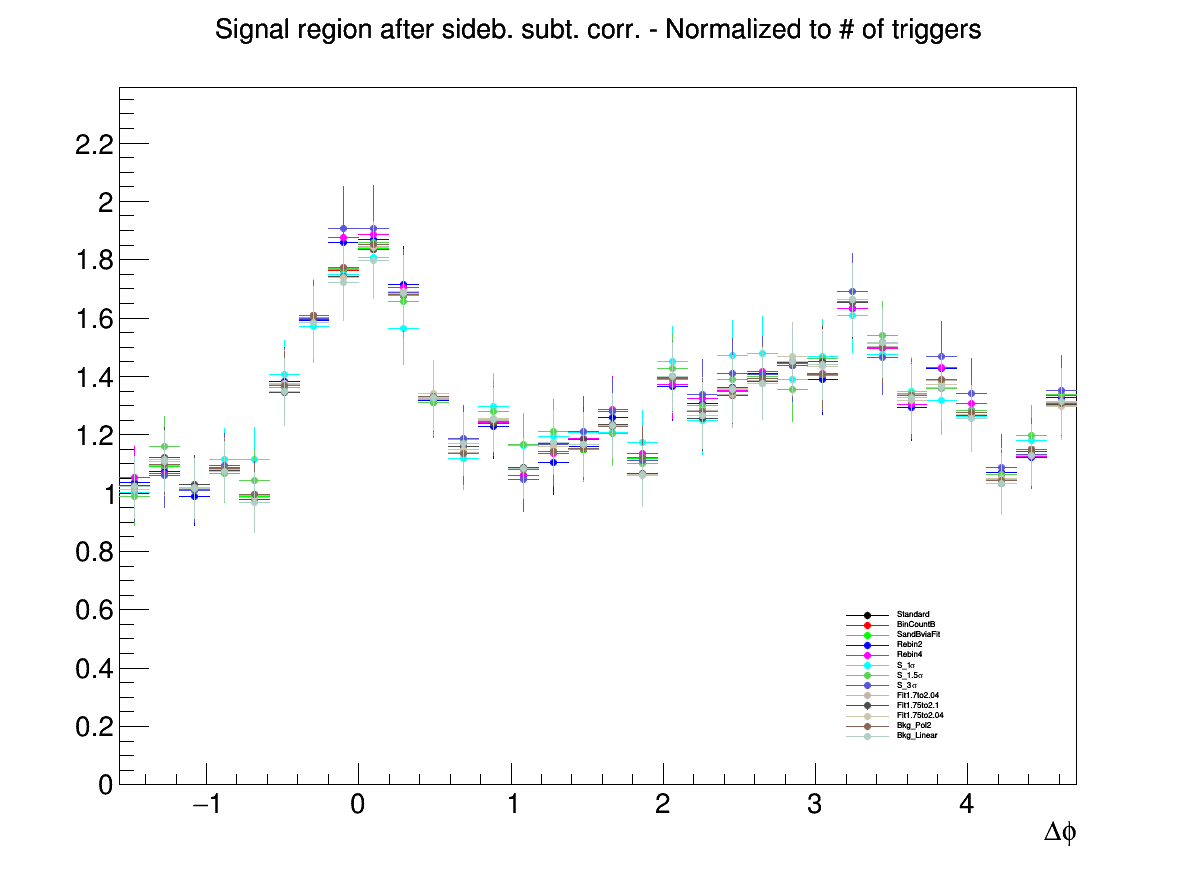 Signal region after sideb. subt. corr. - Normalized to # of triggers
2.2
2
1.8
1.6
1.4
1.2
1
0.8
0.6
0.4
0.2
0
−1
0
1
2
3
4
Δϕ
Standard
BinCountB
SandBviaFit
Rebin2
Rebin4
S_1σ
S_1.5σ
S_3σ
Fit1.7to2.04
Fit1.75to2.1
Fit1.75to2.04
Bkg_Pol2
Bkg_Linear